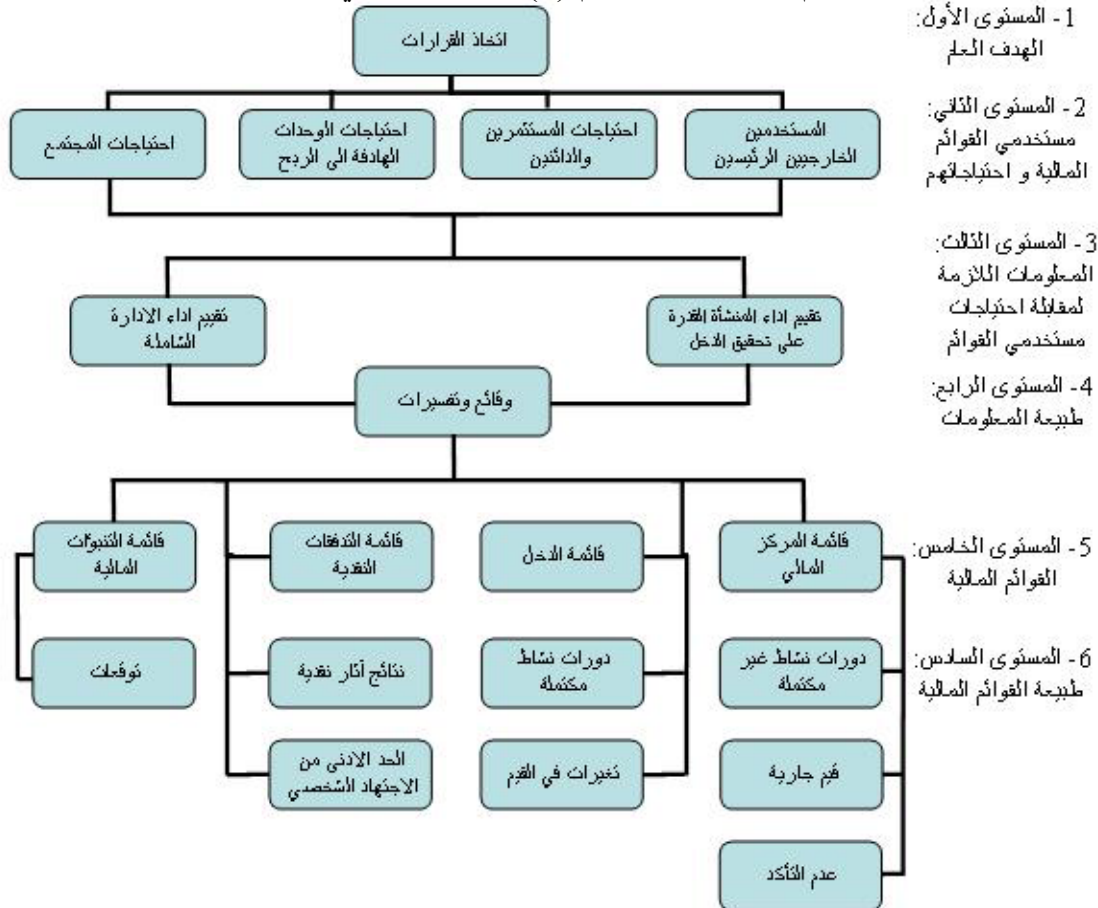 1- المستوى الأول:
الهدف العام
اتخاذ القرارات
2- المستوى الثاني:
مستخدمي القوائم
المالية و احتياجاتهم
المستخدمين
الخارجيين الرئيسين
احتياجات المستثمرين
والدائنين
احتياجات الوحدات
الهادفة الى الربح
احتياجات المجتمع
3- المستوى الثالث:
المعلومات اللازمة
لمقابلة احتياجات
مستخدمي القوائم
تقييم اداء المنشأة القدرة
على تحقيق الدخل
تقييم اداء الادارة
الشاملة
4- المستوى الرابع:
طبيعة المعلومات
وقائع وتفسيرات
5- المستوى الخامس:
القوائم المالية
قائمة المركز
المالي
قائمة الدخل
قائمة التدفقات
النقدية
قائمة التنبوأت
المالية
6- المستوى السادس:
طبيعة القوائم المالية
دورات نشاط غير
مكتملة
دورات نشاط
مكتملة
نتائج آثار نقدية
توقعات
قيم جارية
تغيرات في القيم
الحد الادنى من
الاجتهاد الشخصي
عدم التأكد